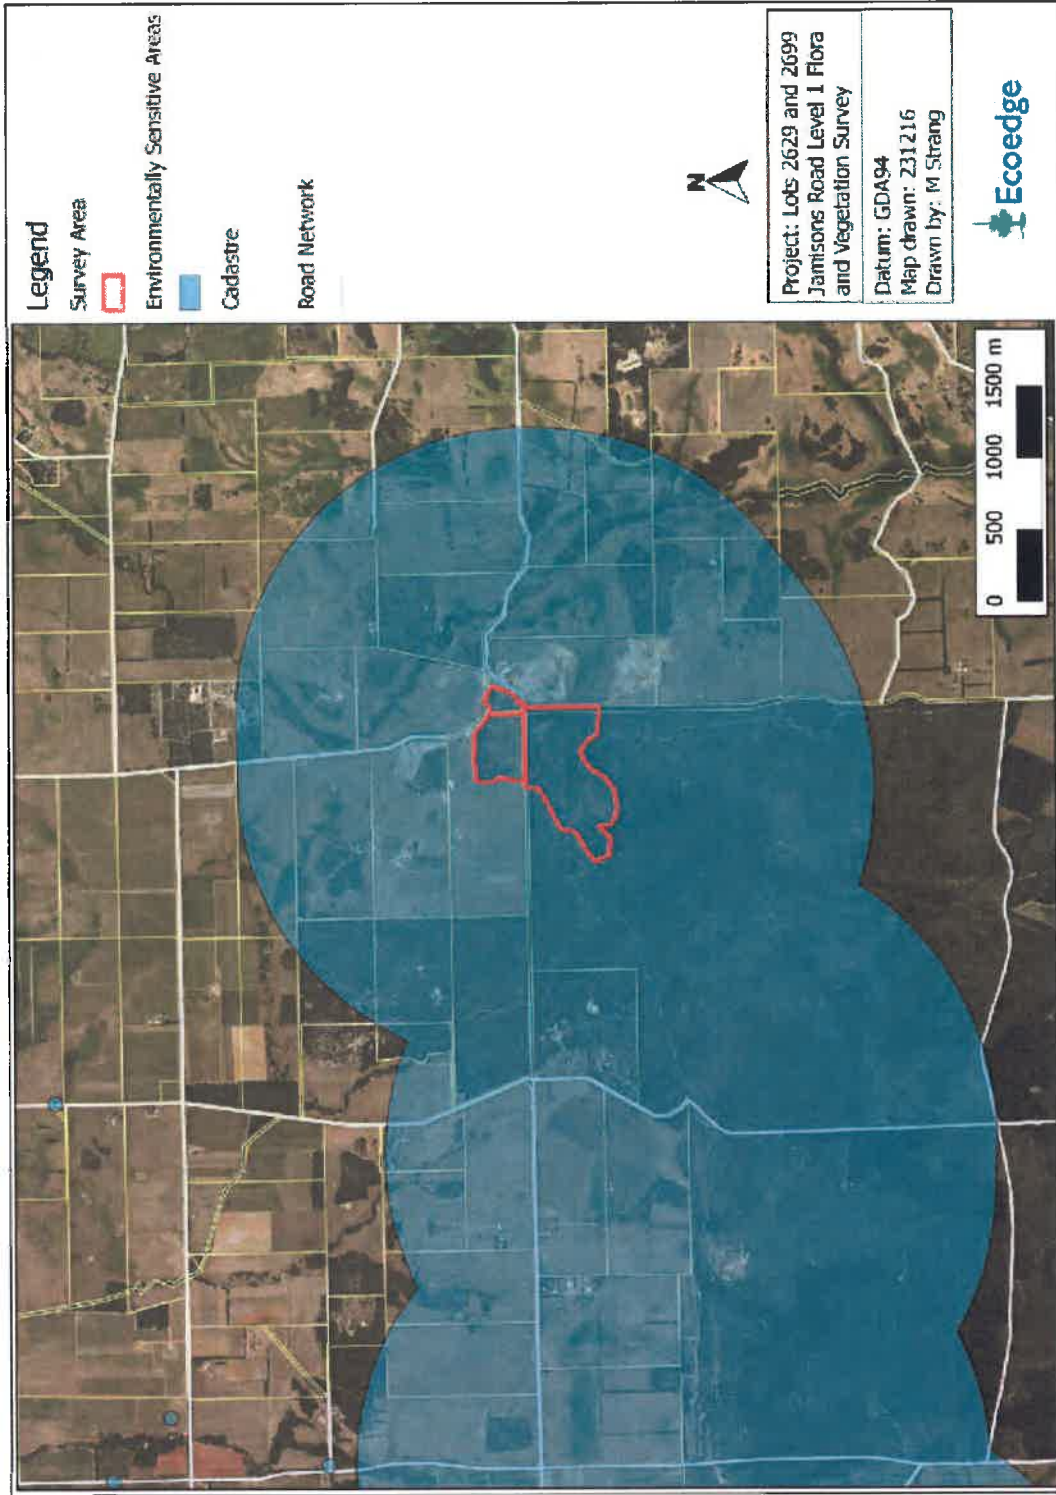 Legend
Survey Area
Environmentally Sensitive Areas
Cadastre
Road Network
N
Project: Lots 2629 and 2699
Jamisons Road Level 1 Flora
and Vegetation Survey
Datum: GDA94
Map drawn: 231216
Drawn by: M Strang
Ecoedge
0 500 1000 1500 m